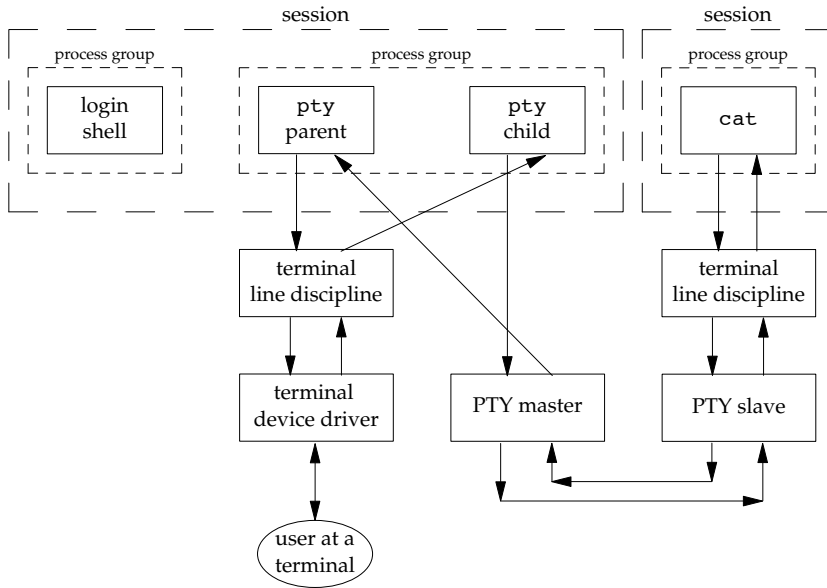 session
session
process group
process group
process group
login
shell
pty
parent
pty
child
cat
terminal
line discipline
terminal
line discipline
terminal
device driver
PTY master
PTY slave
user at a
terminal